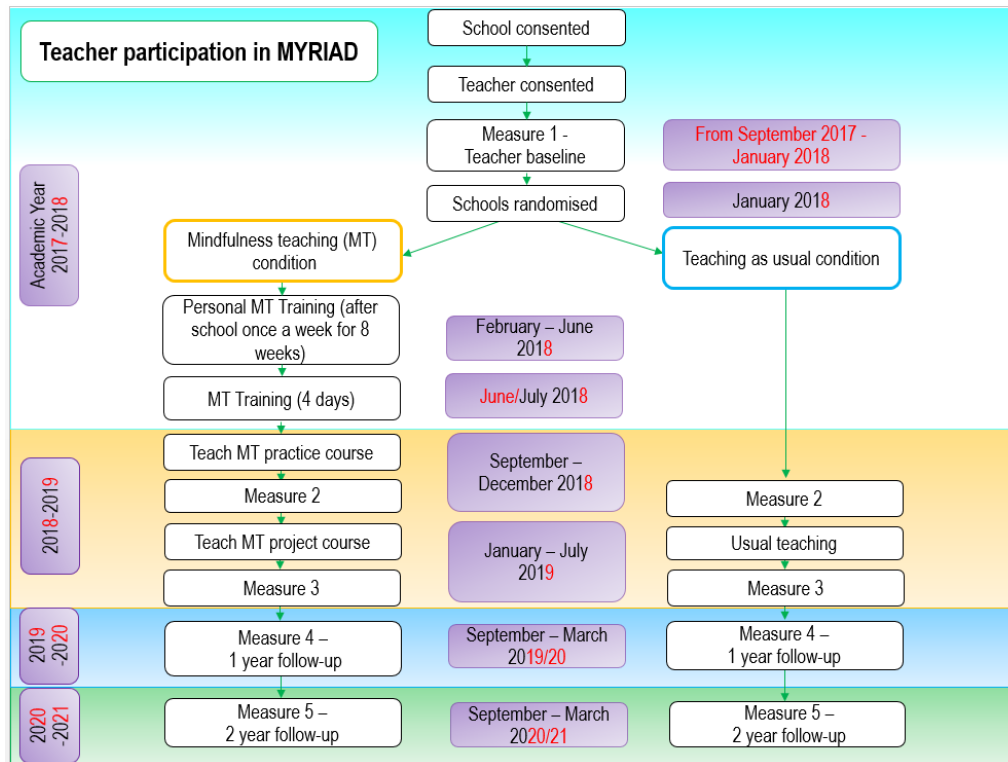 Teacher participation in MYRIAD
School consented
Teacher consented
Measure 1 -
Teacher baseline
From September 2017 -
January 2018
Schools randomised
January 2018
Academic Year
2017-2018
Mindfulness teaching (MT)
condition
Teaching as usual condition
Personal MT Training (after
school once a week for 8
weeks)
February – June
2018
MT Training (4 days)
June/July 2018
2018-2019
Teach MT practice course
September –
December 2018
Measure 2
Measure 2
Teach MT project course
January – July
2019
Usual teaching
Measure 3
Measure 3
2019
-2020
Measure 4 –
1 year follow-up
September – March
2019/20
Measure 4 –
1 year follow-up
2020
-2021
Measure 5 –
2 year follow-up
September – March
2020/21
Measure 5 –
2 year follow-up